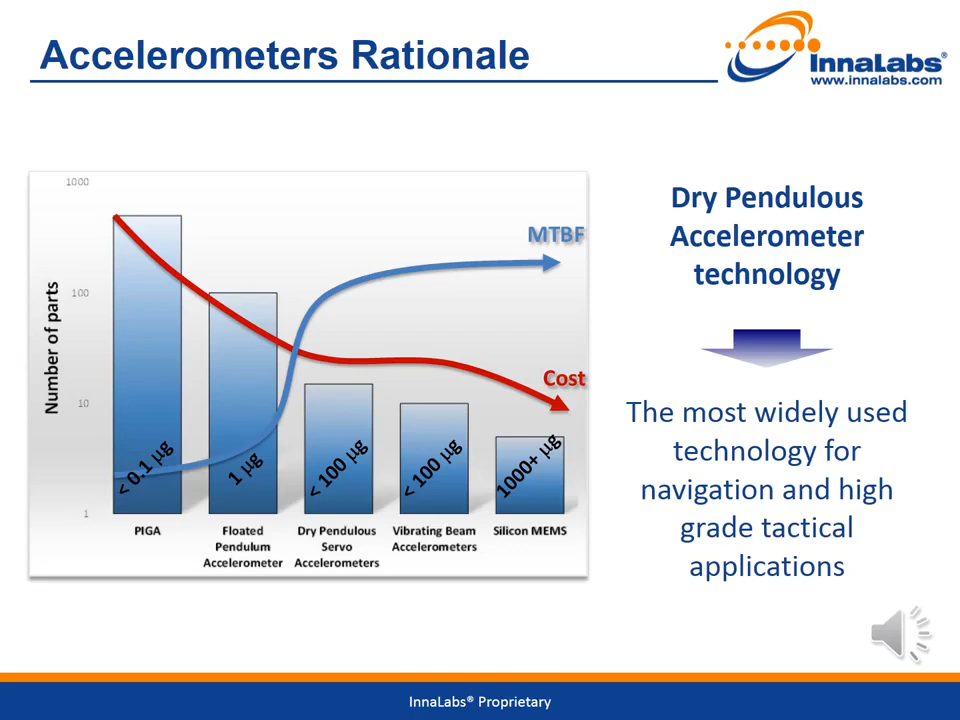 Accelerometers Rationale
InnaLabs®
www.innalabs.com
1000
100
10
1
Number of parts
MTBF
Cost
< 0.1 µg
1 µg
< 100 µg
< 100 µg
1000+ µg
PIGA
Floated
Pendulum
Accelerometer
Dry Pendulous
Servo
Accelerometers
Vibrating Beam
Accelerometers
Silicon MEMS
Dry Pendulous
Accelerometer
technology
The most widely used
technology for
navigation and high
grade tactical
applications
InnaLabs® Proprietary